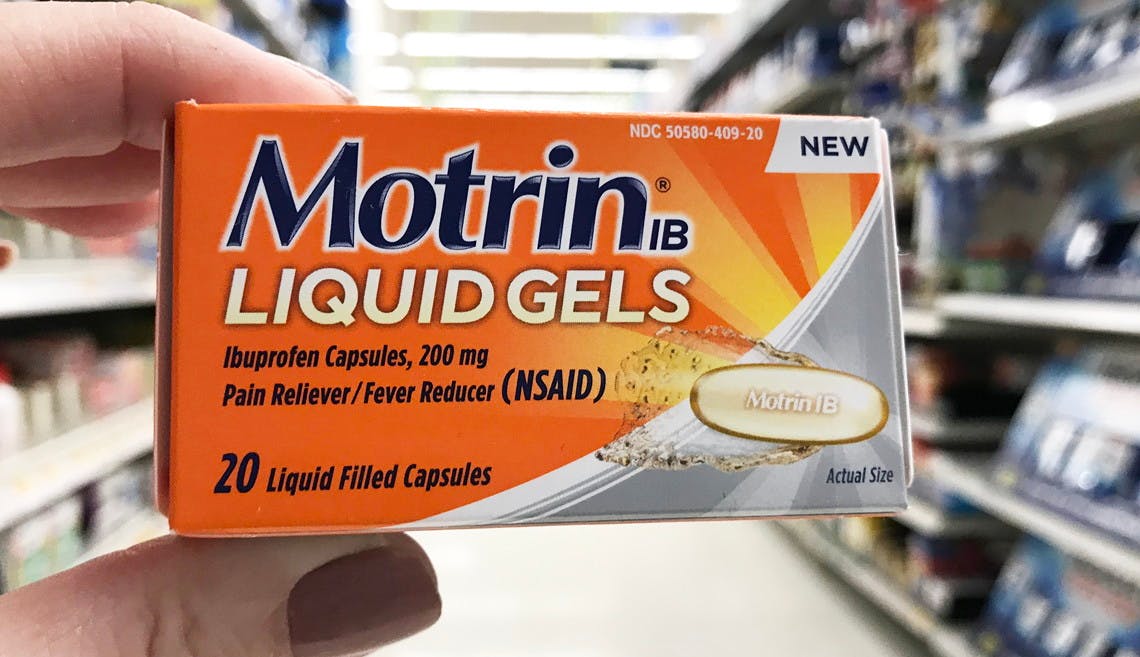 NDC 50580-409-20
NEW
Motrin® IB
LIQUID GELS
Ibuprofen Capsules, 200 mg
Pain Reliever/Fever Reducer (NSAID)
Motrin IB
20 Liquid Filled Capsules
Actual Size